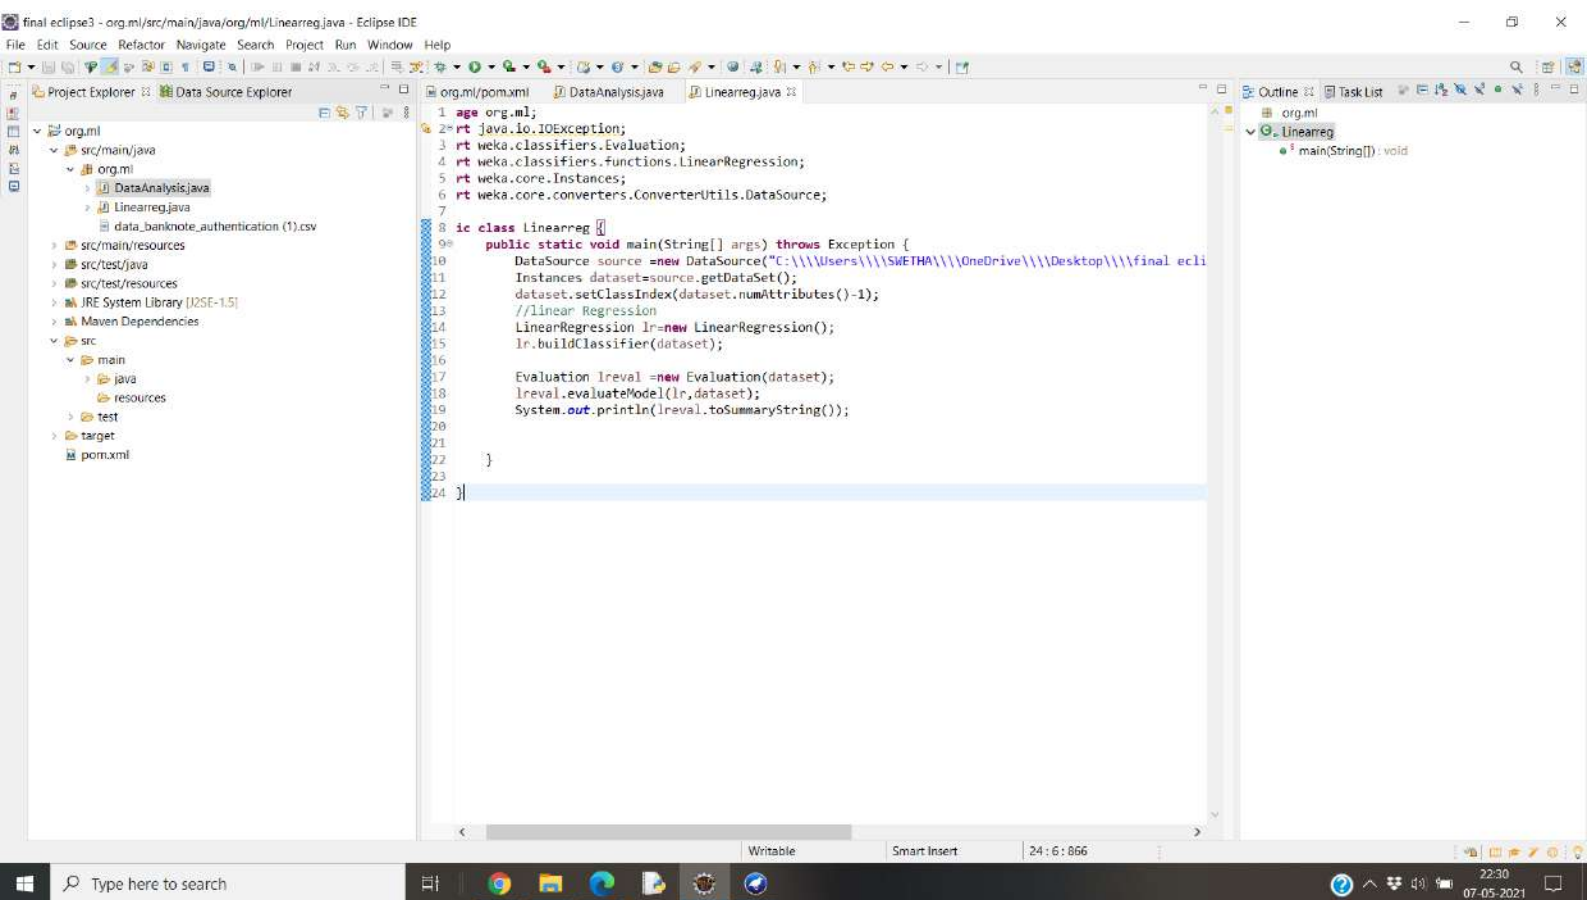 final eclipse3 - org.ml/src/main/java/org/ml/Linearreg.java - Eclipse IDE
File Edit Source Refactor Navigate Search Project Run Window Help
Project Explorer
Data Source Explorer
org.ml/pom.xml
DataAnalysis.java
Linearreg.java
Outline
Task List
org.ml
src/main/java
org.ml
DataAnalysis.java
Linearreg.java
data_banknote_authentication (1).csv
src/main/resources
src/test/java
src/test/resources
JRE System Library [J2SE-1.5]
Maven Dependencies
src
main
java
resources
test
target
pom.xml
1 age org.ml;
2 rt java.io.IOException;
3 rt weka.classifiers.Evaluation;
4 rt weka.classifiers.functions.LinearRegression;
5 rt weka.core.Instances;
6 rt weka.core.converters.ConverterUtils.DataSource;
7
8 ic class Linearreg {
9 public static void main(String[] args) throws Exception {
10 DataSource source =new DataSource("C:\\\\Users\\\\SWETHA\\\\OneDrive\\\\Desktop\\\\final ecli
11 Instances dataset=source.getDataSet();
12 dataset.setClassIndex(dataset.numAttributes()-1);
13 //linear Regression
14 LinearRegression lr=new LinearRegression();
15 lr.buildClassifier(dataset);
16
17 Evaluation lreval =new Evaluation(dataset);
18 lreval.evaluateModel(lr,dataset);
19 System.out.println(lreval.toSummaryString());
20
21
22 }
23
24 }
org.ml
Linearreg
main(String[]) : void
Writable
Smart Insert
24 : 6 : 866
Type here to search
22:30
07-05-2021